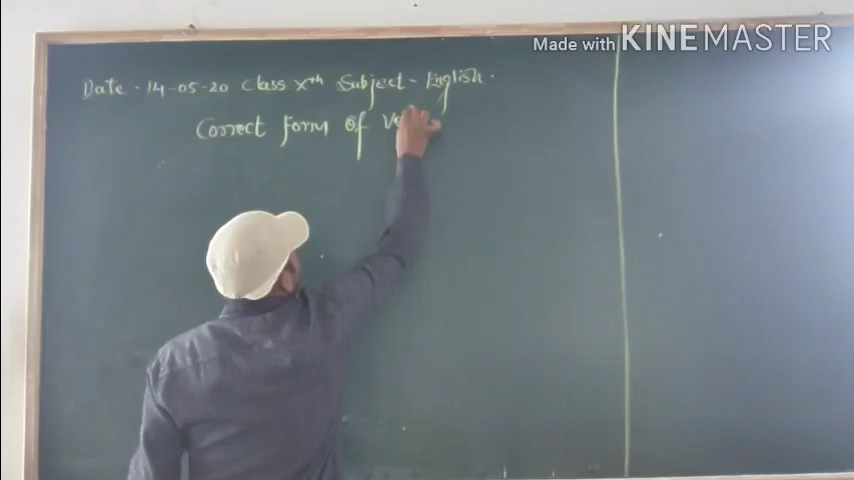 Made with KINEMASTER
Date - 14-05-20 Class Xth Subject - English.
Correct form of